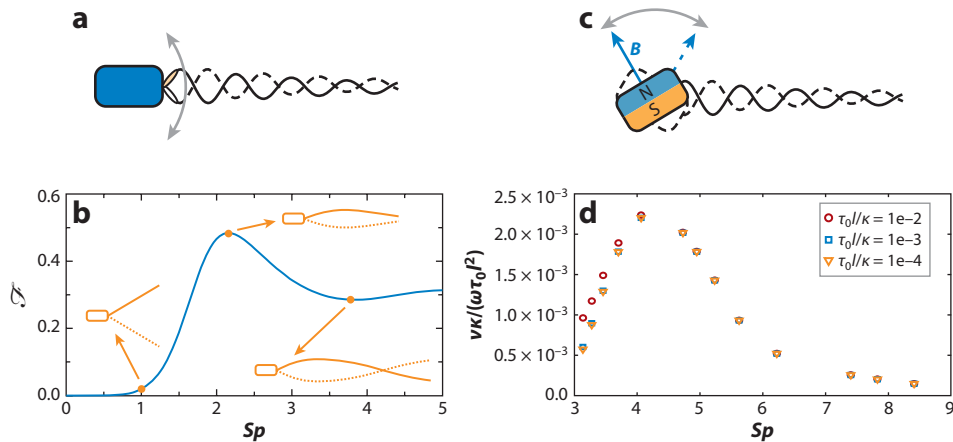 a
c
B
N
S
b
0.6
0.4
0.2
0.0
ℱ
0
1
2
3
4
5
Sp
d
2.5 × 10⁻³
2.0 × 10⁻³
1.5 × 10⁻³
1.0 × 10⁻³
0.5 × 10⁻³
0
vκ/(ωτ₀l²)
τ₀l/κ = 1e–2
τ₀l/κ = 1e–3
τ₀l/κ = 1e–4
3
4
5
6
7
8
9
Sp